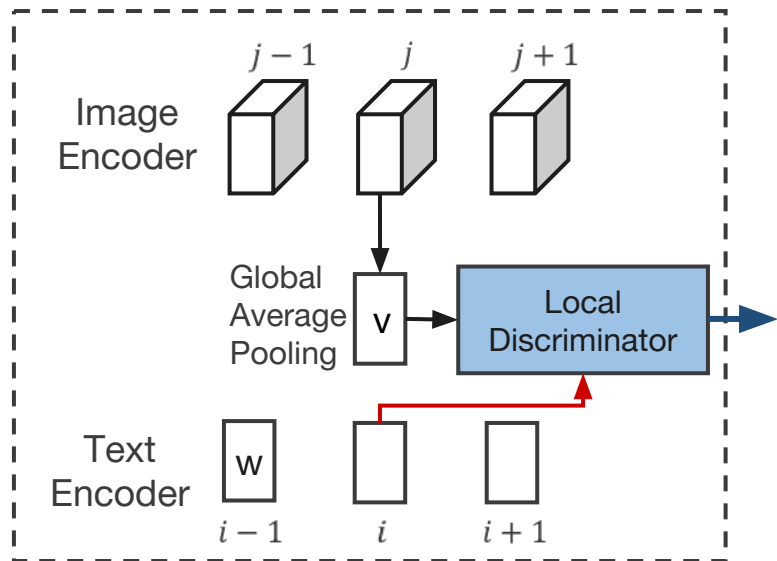 j − 1
j
j + 1
Image
Encoder
Global
Average
Pooling
v
Local
Discriminator
Text
Encoder
w
i − 1
i
i + 1